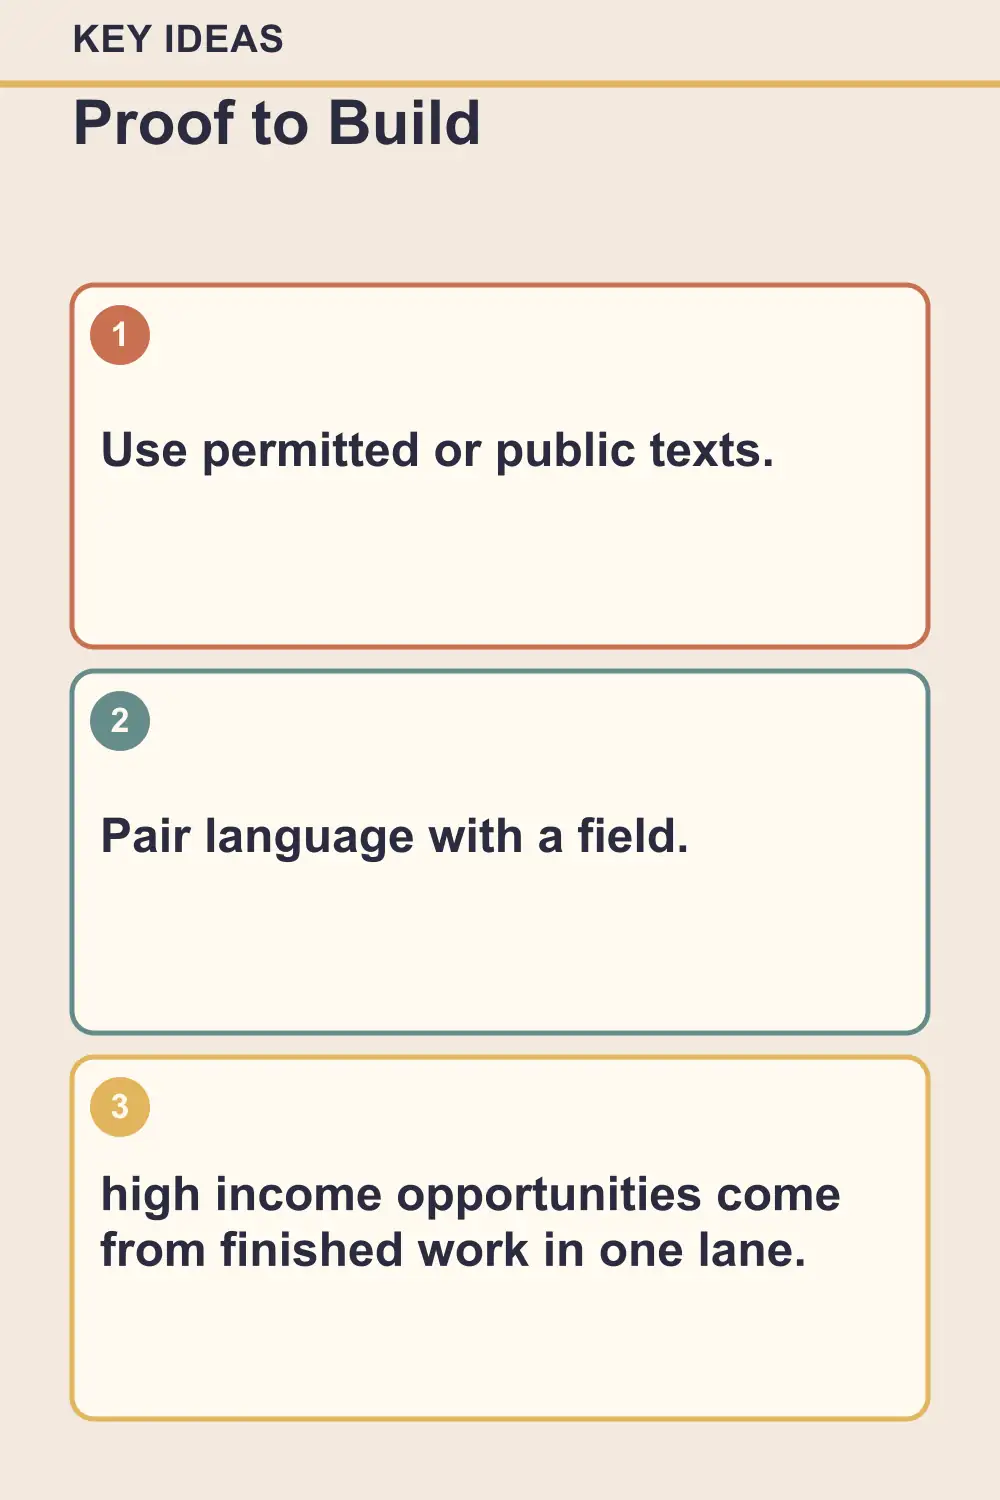 KEY IDEAS
Proof to Build
1
Use permitted or public texts.
2
Pair language with a field.
3
high income opportunities come
from finished work in one lane.